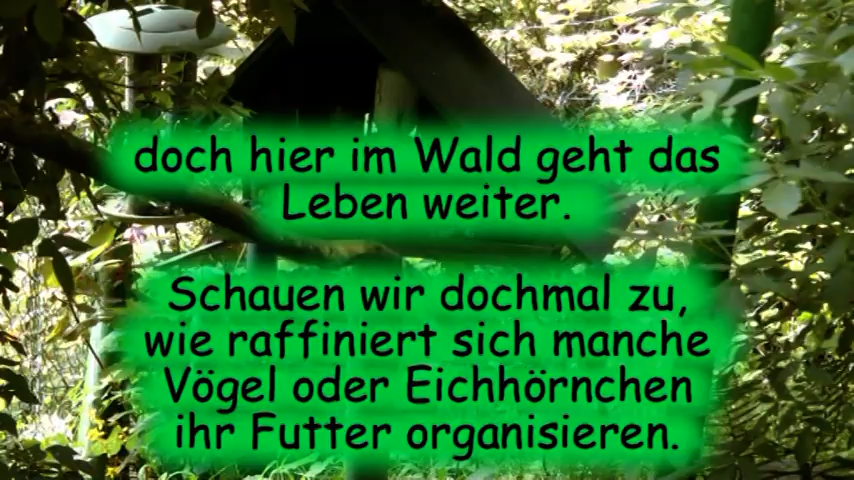 doch hier im Wald geht das
Leben weiter.
Schauen wir dochmal zu,
wie raffiniert sich manche
Vögel oder Eichhörnchen
ihr Futter organisieren.